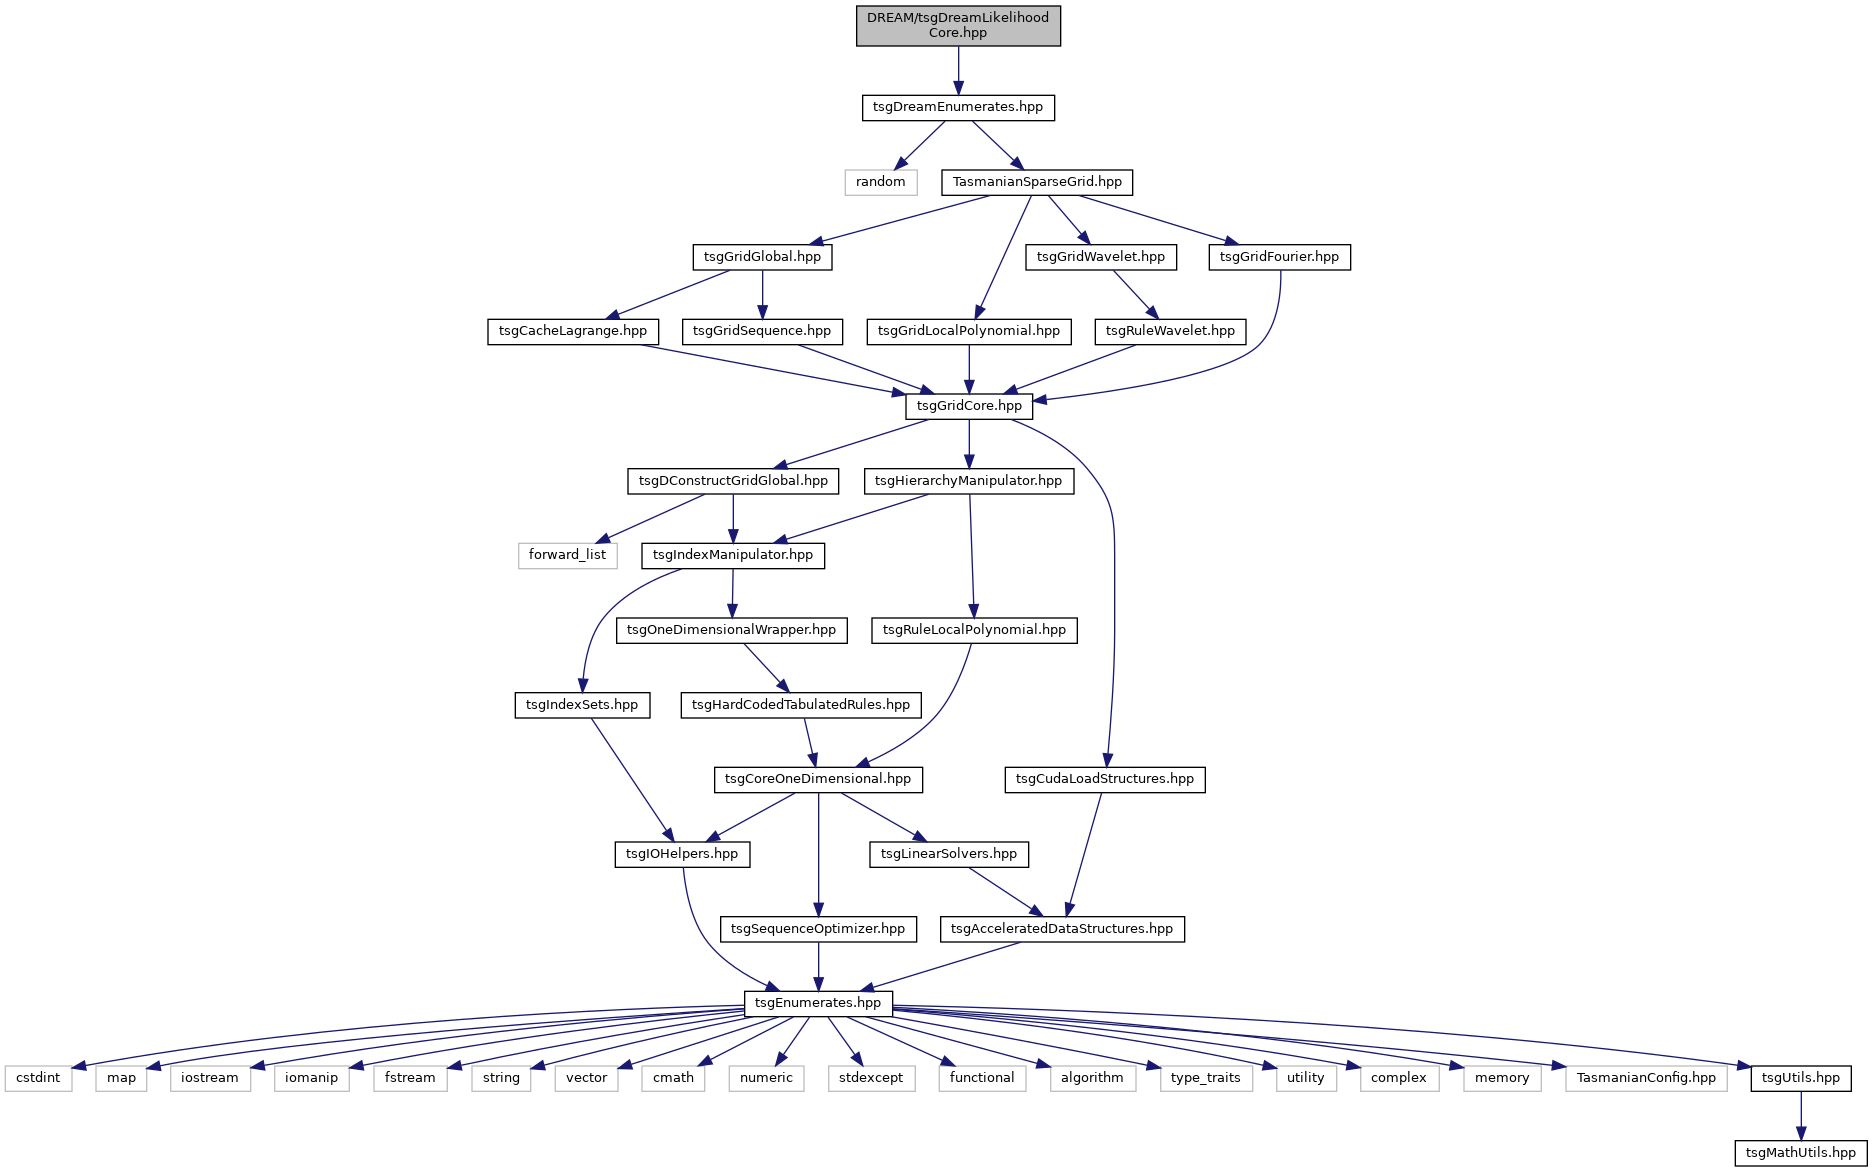 DREAM/tsgDreamLikelihood
Core.hpp
tsgDreamEnumerates.hpp
random
TasmanianSparseGrid.hpp
tsgGridGlobal.hpp
tsgGridWavelet.hpp
tsgGridFourier.hpp
tsgCacheLagrange.hpp
tsgGridSequence.hpp
tsgGridLocalPolynomial.hpp
tsgRuleWavelet.hpp
tsgGridCore.hpp
tsgDConstructGridGlobal.hpp
tsgHierarchyManipulator.hpp
forward_list
tsgIndexManipulator.hpp
tsgOneDimensionalWrapper.hpp
tsgRuleLocalPolynomial.hpp
tsgIndexSets.hpp
tsgHardCodedTabulatedRules.hpp
tsgCoreOneDimensional.hpp
tsgCudaLoadStructures.hpp
tsgIOHelpers.hpp
tsgLinearSolvers.hpp
tsgSequenceOptimizer.hpp
tsgAcceleratedDataStructures.hpp
tsgEnumerates.hpp
cstdint
map
iostream
iomanip
fstream
string
vector
cmath
numeric
stdexcept
functional
algorithm
type_traits
utility
complex
memory
TasmanianConfig.hpp
tsgUtils.hpp
tsgMathUtils.hpp